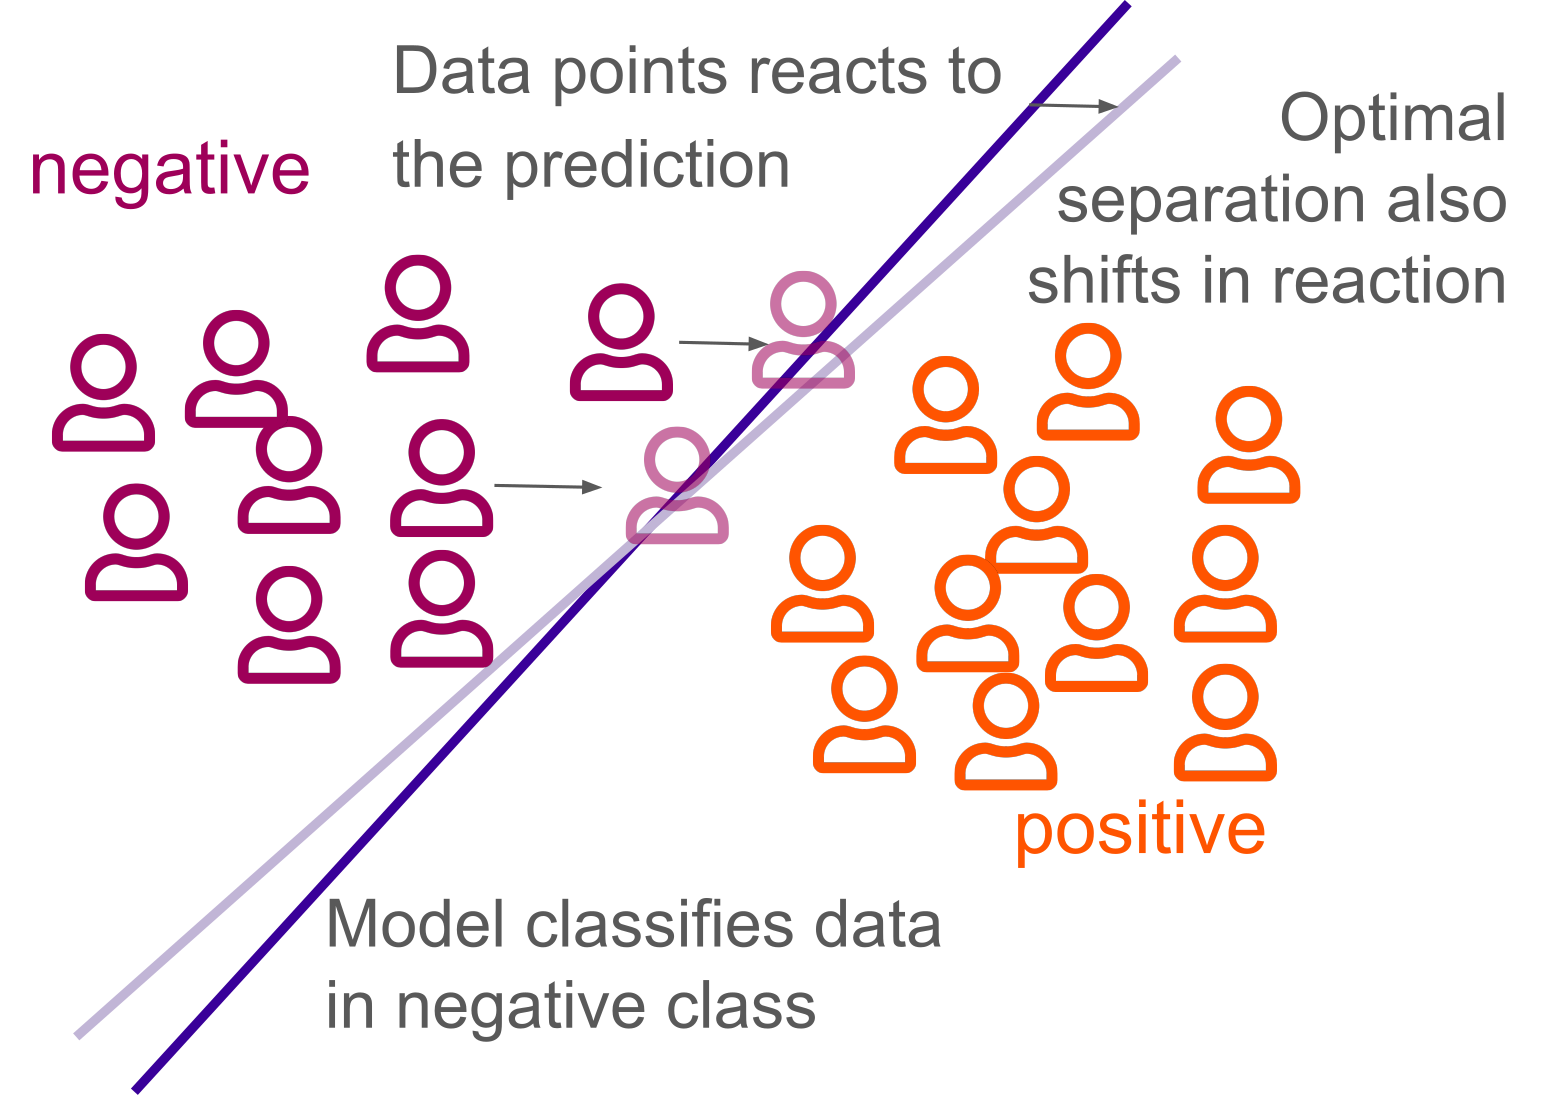 Data points reacts to
the prediction
negative
Optimal
separation also
shifts in reaction
positive
Model classifies data
in negative class